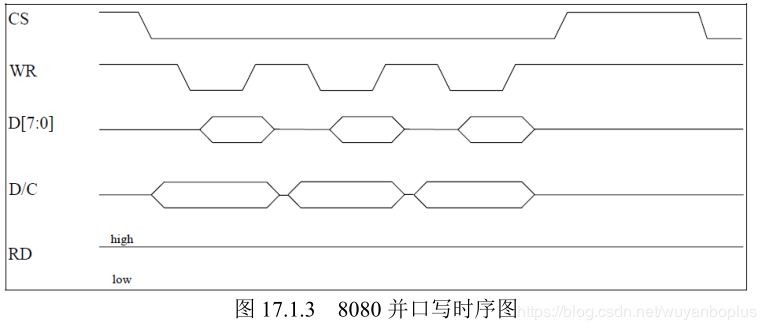 CS
WR
D[7:0]
D/C
high
RD
low
图 17.1.3 8080 并口写时序图
https://blog.csdn.net/wuyanboplus